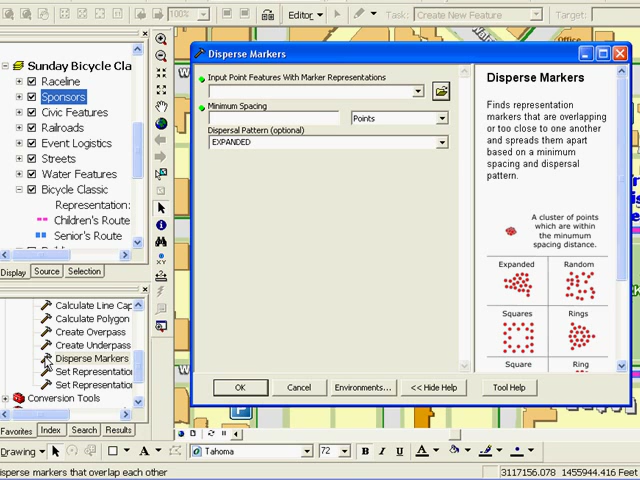 100%
Editor
Task:
Create New Feature
Target:
Sunday Bicycle Cla
Raceline
Sponsors
Civic Features
Railroads
Event Logistics
Streets
Water Features
Bicycle Classic
Representation:
Children's Route
Senior's Route
Display
Source
Selection
Calculate Line Cap
Calculate Polygon
Create Overpass
Create Underpass
Disperse Markers
Set Representation
Set Representation
Conversion Tools
Favorites
Index
Search
Results
Disperse Markers
Input Point Features With Marker Representations
Minimum Spacing
Points
Dispersal Pattern (optional)
EXPANDED
OK
Cancel
Environments...
<< Hide Help
Tool Help
Disperse Markers
Finds representation
markers that are overlapping
or too close to one another
and spreads them apart
based on a minimum
spacing and dispersal
pattern.
A cluster of points
which are within
the minumum
spacing distance.
Expanded
Random
Squares
Rings
Square
Ring
Drawing
A
Tahoma
72
B
I
U
A
isperse markers that overlap each other
3117156.078 1455944.816 Feet